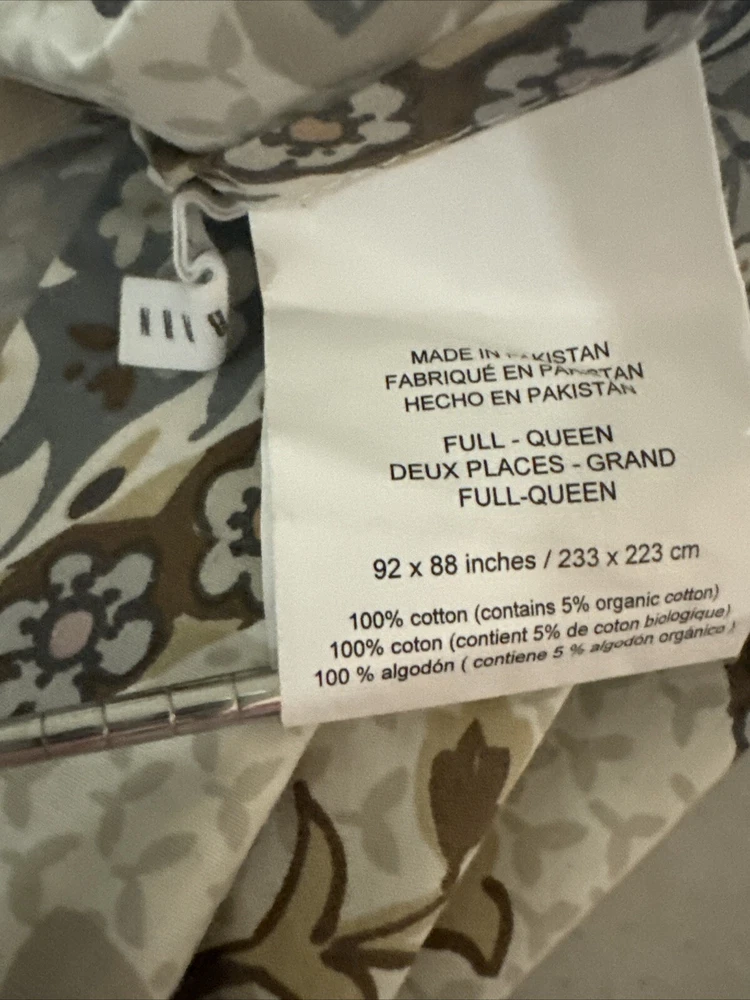 MADE IN PAKISTAN
FABRIQUÉ EN PAKISTAN
HECHO EN PAKISTAN
FULL - QUEEN
DEUX PLACES - GRAND
FULL-QUEEN
92 x 88 inches / 233 x 223 cm
100% cotton (contains 5% organic cotton)
100% coton (contient 5% de coton biologique)
100 % algodón ( contiene 5 % algodón orgánico )